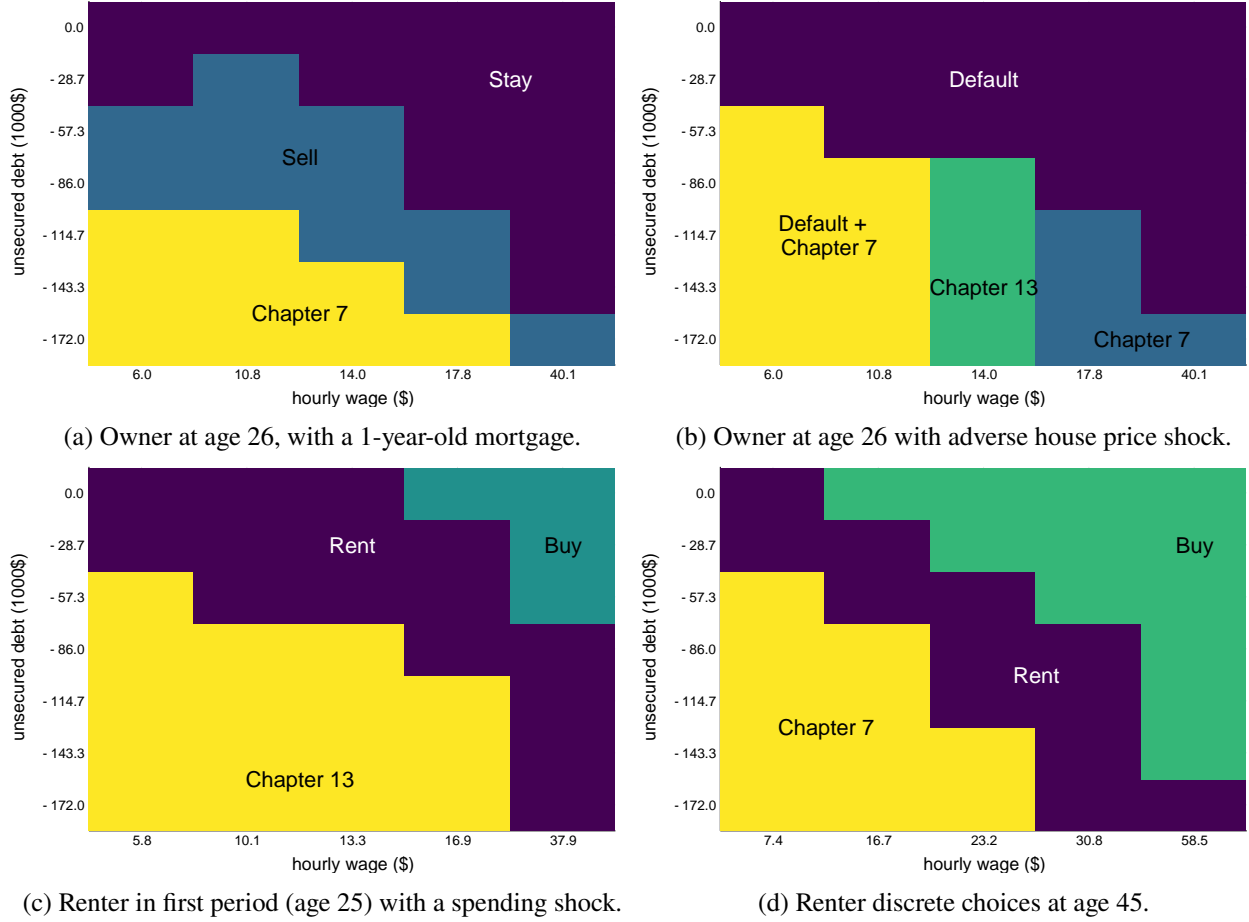 0.0
- 28.7
- 57.3
- 86.0
- 114.7
- 143.3
- 172.0
unsecured debt (1000$)
Stay
Sell
Chapter 7
6.0 10.8 14.0 17.8 40.1
hourly wage ($)
(a) Owner at age 26, with a 1-year-old mortgage.
0.0
- 28.7
- 57.3
- 86.0
- 114.7
- 143.3
- 172.0
unsecured debt (1000$)
Default
Default +
Chapter 7
Chapter 13
Chapter 7
6.0 10.8 14.0 17.8 40.1
hourly wage ($)
(b) Owner at age 26 with adverse house price shock.
0.0
- 28.7
- 57.3
- 86.0
- 114.7
- 143.3
- 172.0
unsecured debt (1000$)
Rent
Buy
Chapter 13
5.8 10.1 13.3 16.9 37.9
hourly wage ($)
(c) Renter in first period (age 25) with a spending shock.
0.0
- 28.7
- 57.3
- 86.0
- 114.7
- 143.3
- 172.0
unsecured debt (1000$)
Buy
Rent
Chapter 7
7.4 16.7 23.2 30.8 58.5
hourly wage ($)
(d) Renter discrete choices at age 45.